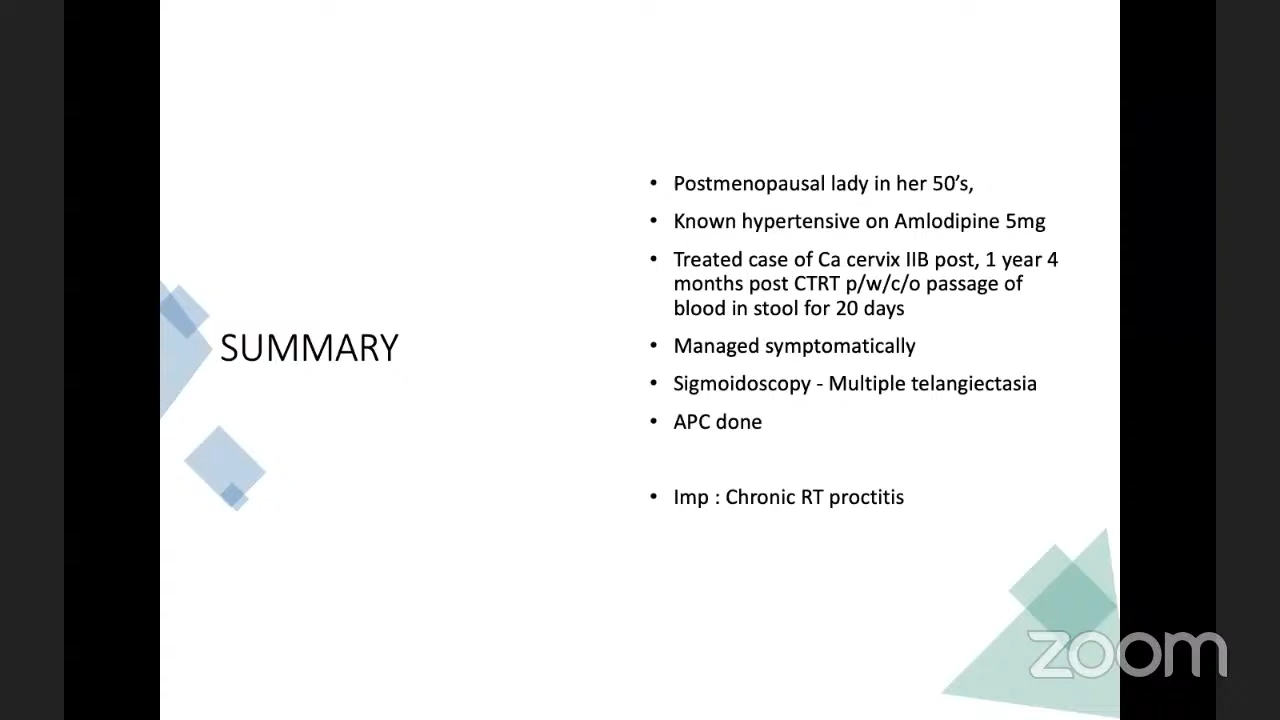 SUMMARY
• Postmenopausal lady in her 50's,
• Known hypertensive on Amlodipine 5mg
• Treated case of Ca cervix IIB post, 1 year 4
months post CTRT p/w/c/o passage of
blood in stool for 20 days
• Managed symptomatically
• Sigmoidoscopy - Multiple telangiectasia
• APC done
• Imp : Chronic RT proctitis
zoom